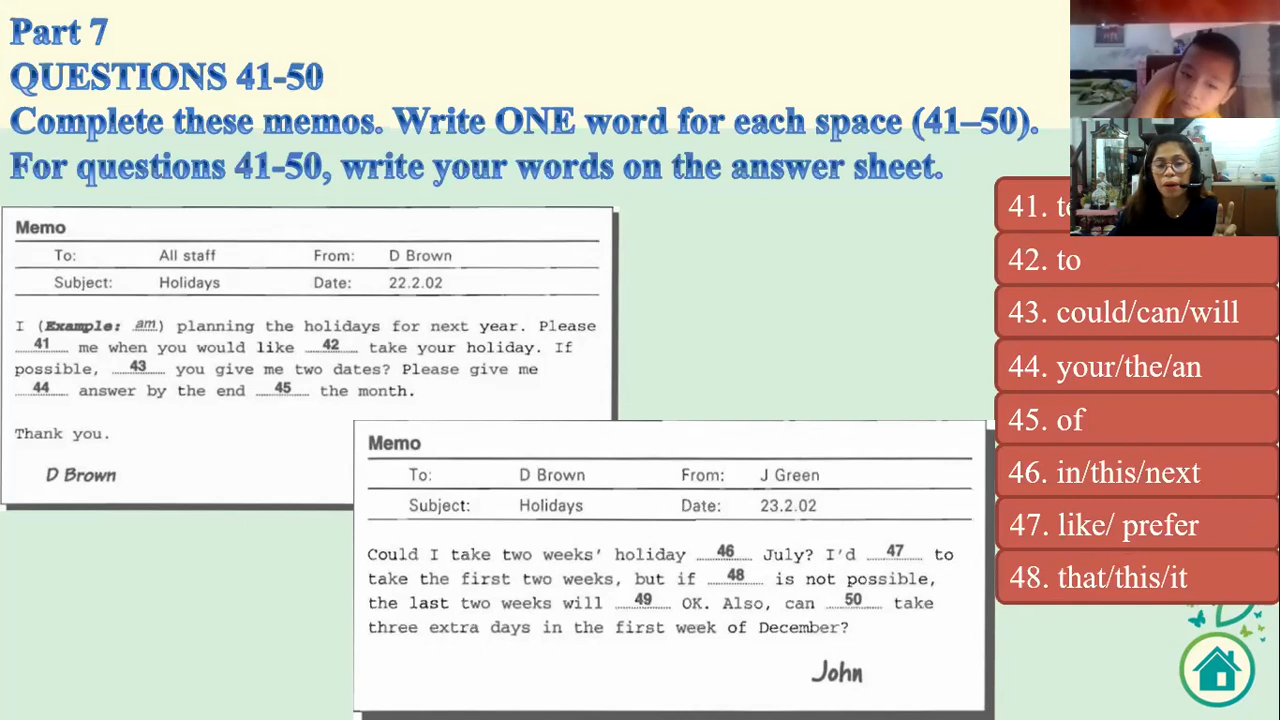 Part 7
QUESTIONS 41-50
Complete these memos. Write ONE word for each space (41–50).
For questions 41-50, write your words on the answer sheet.
Memo
To: All staff From: D Brown
Subject: Holidays Date: 22.2.02
I (Example: am) planning the holidays for next year. Please
41 me when you would like 42 take your holiday. If
possible, 43 you give me two dates? Please give me
44 answer by the end 45 the month.
Thank you.
D Brown
Memo
To: D Brown From: J Green
Subject: Holidays Date: 23.2.02
Could I take two weeks' holiday 46 July? I'd 47 to
take the first two weeks, but if 48 is not possible,
the last two weeks will 49 OK. Also, can 50 take
three extra days in the first week of December?
John
41.
42. to
43. could/can/will
44. your/the/an
45. of
46. in/this/next
47. like/ prefer
48. that/this/it